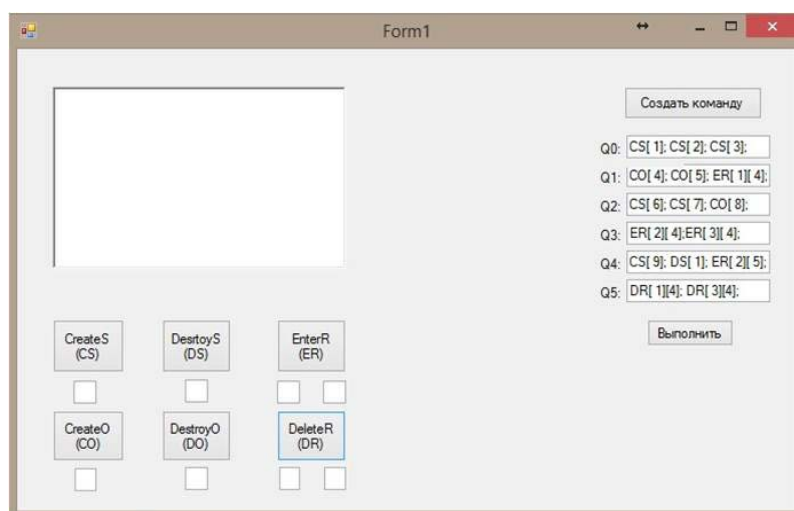 Form1
Создать команду
Q0: CS[ 1]; CS[ 2]; CS[ 3];
Q1: CO[ 4]; CO[ 5]; ER[ 1][ 4];
Q2: CS[ 6]; CS[ 7]; CO[ 8];
Q3: ER[ 2][ 4];ER[ 3][ 4];
Q4: CS[ 9]; DS[ 1]; ER[ 2][ 5];
Q5: DR[ 1][4]; DR[ 3][4];
Выполнить
CreateS
(CS)
DesrtoyS
(DS)
EnterR
(ER)
CreateO
(CO)
DestroyO
(DO)
DeleteR
(DR)